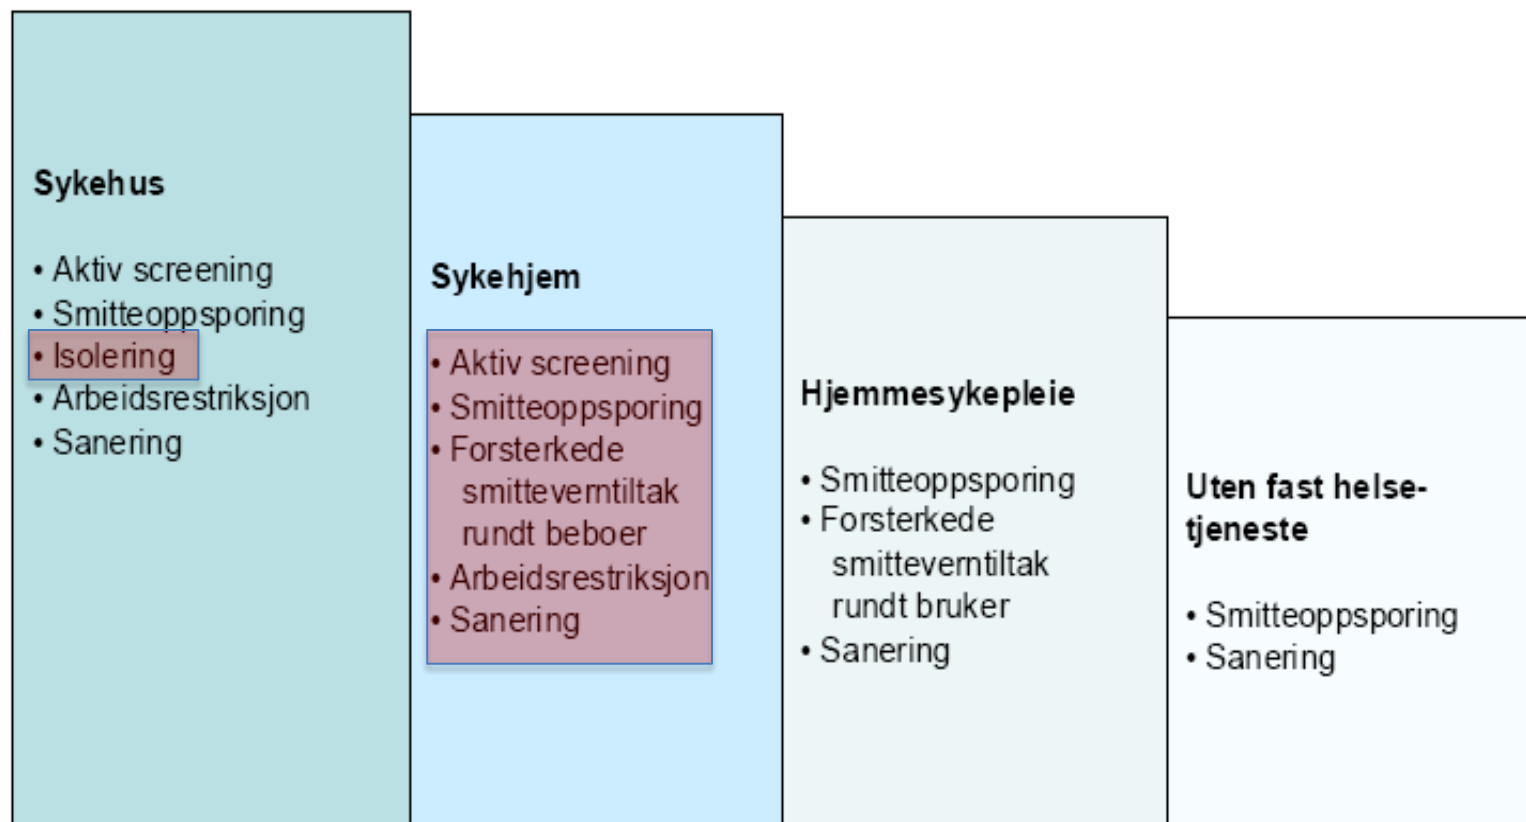 Sykehus
• Aktiv screening
• Smitteoppsporing
• Isolering
• Arbeidsrestriksjon
• Sanering
Sykehjem
• Aktiv screening
• Smitteoppsporing
• Forsterkede
smitteverntiltak
rundt beboer
• Arbeidsrestriksjon
• Sanering
Hjemmesykepleie
• Smitteoppsporing
• Forsterkede
smitteverntiltak
rundt bruker
• Sanering
Uten fast helse-
tjeneste
• Smitteoppsporing
• Sanering